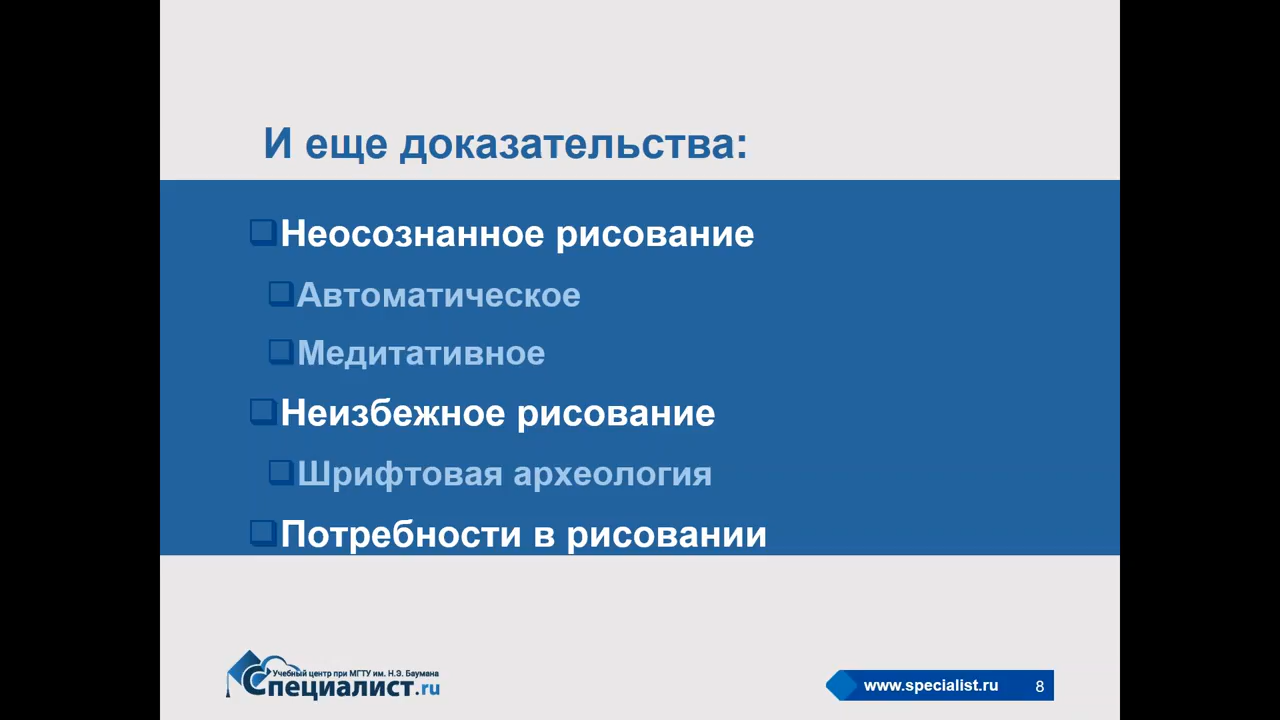 И еще доказательства:
Неосознанное рисование
Автоматическое
Медитативное
Неизбежное рисование
Шрифтовая археология
Потребности в рисовании
Учебный центр при МГТУ им. Н.Э. Баумана
Специалист.ru
www.specialist.ru 8